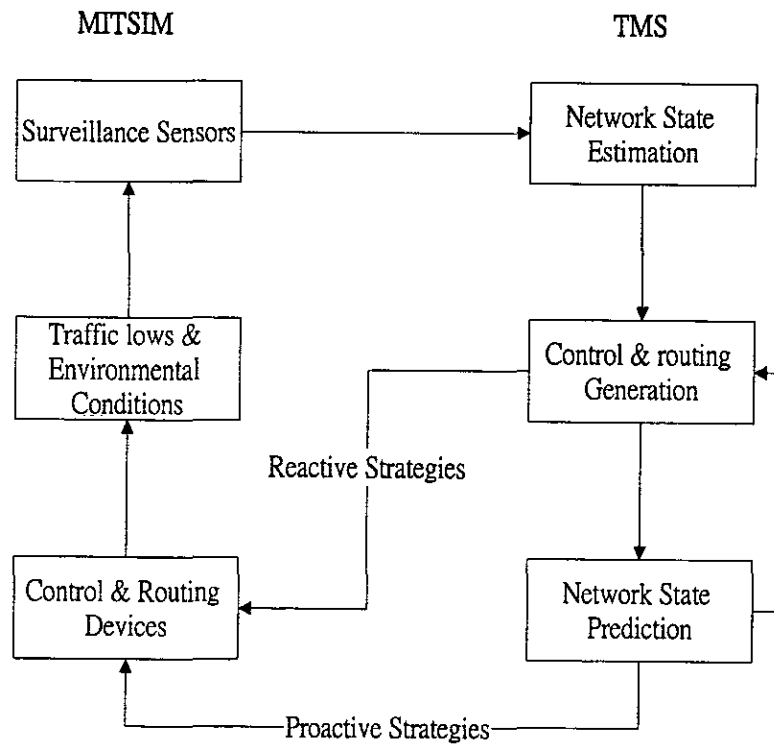 MITSIM
TMS
Surveillance Sensors
Network State
Estimation
Traffic lows &
Environmental
Conditions
Control & routing
Generation
Reactive Strategies
Control & Routing
Devices
Network State
Prediction
Proactive Strategies